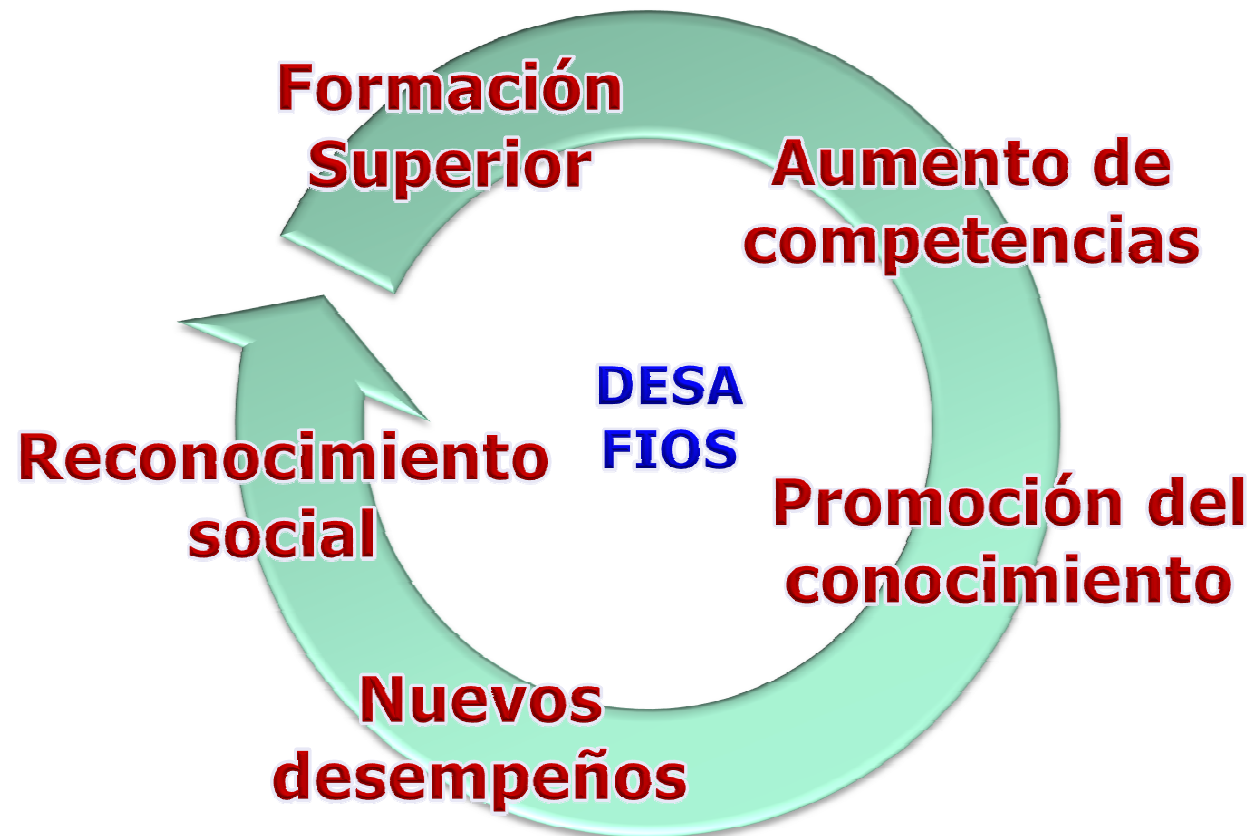 Formación
Superior
Aumento de
competencias
DESA
FIOS
Promoción del
conocimiento
Nuevos
desempeños
Reconocimiento
social